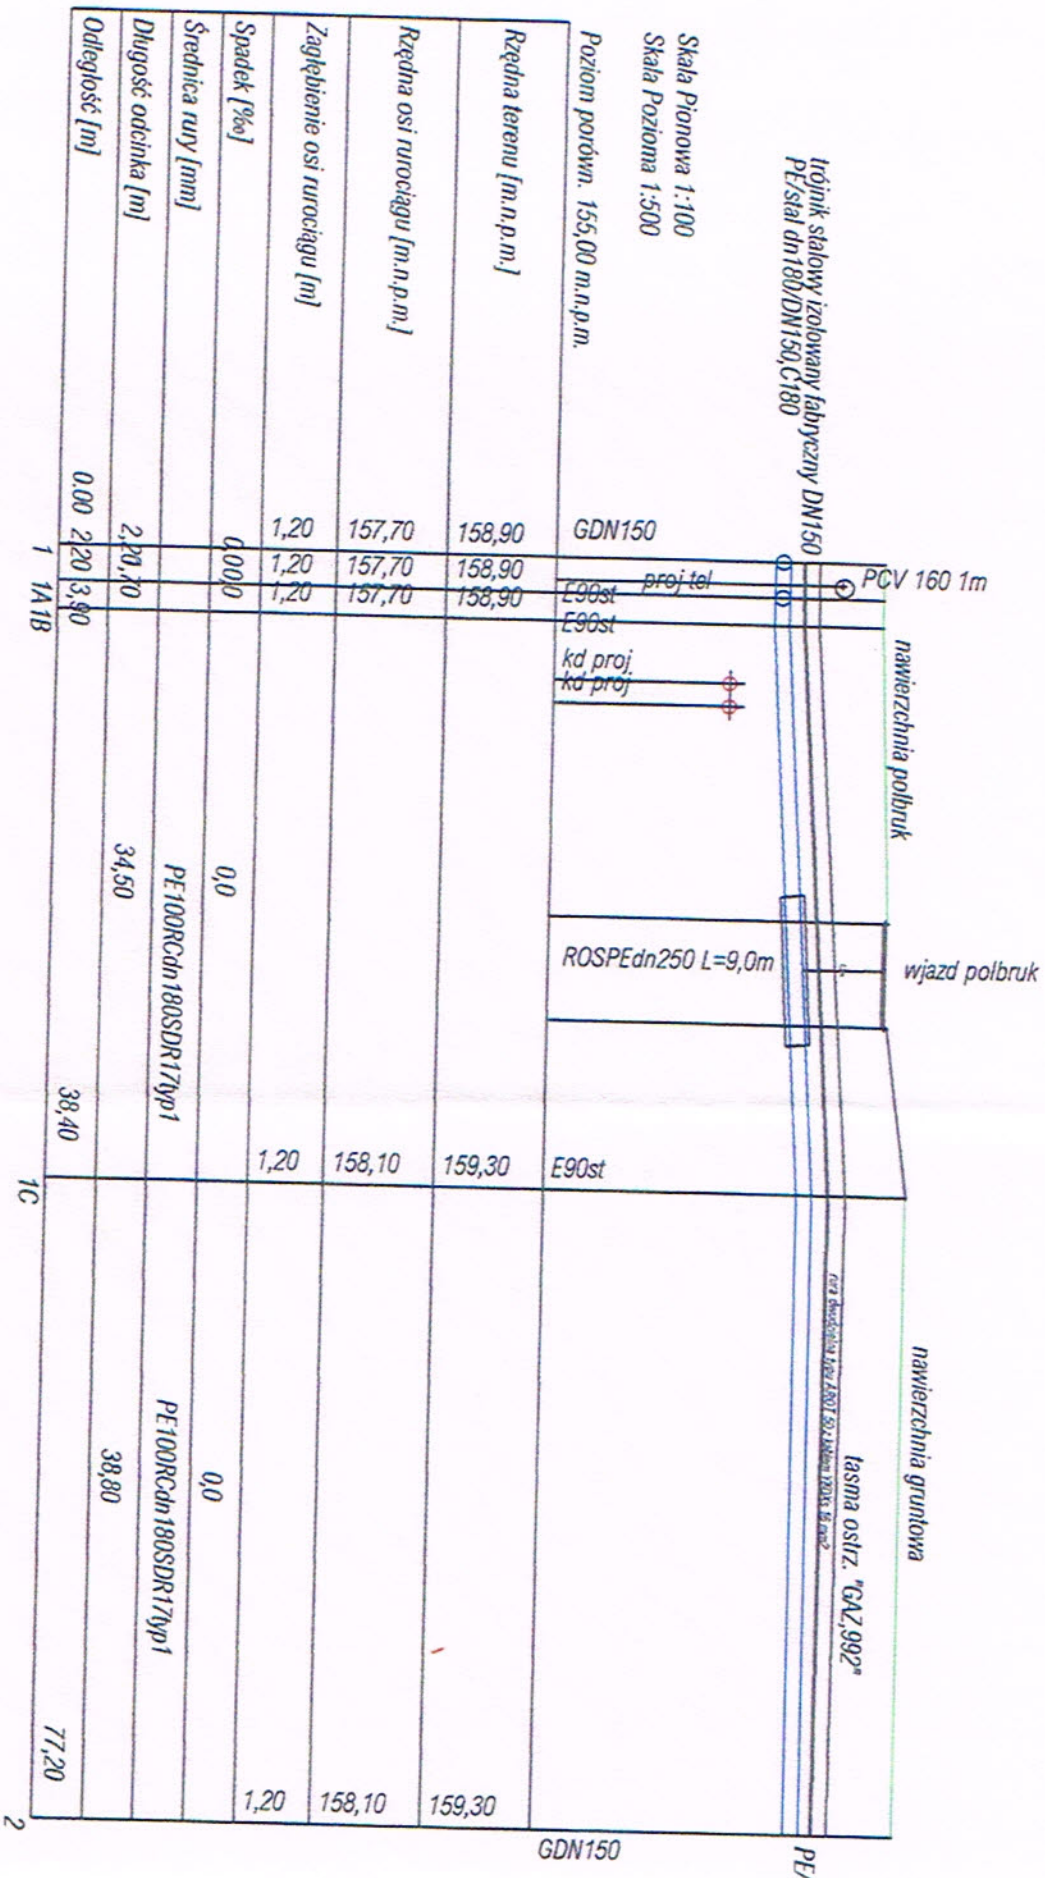 trójnik stalowy izolowany fabryczny DN150
PE/stal dn180/DN150,C180
PCV 160 1m
nawierzchnia polbruk
wjazd polbruk
nawierzchnia gruntowa
tasma ostrz. "GAZ,992"
PE/
Skala Pionowa 1:100
Skala Pozioma 1:500
Poziom porówn. 155,00 m.n.p.m.
GDN150
proj tel
E90st
E90st
kd proj
kd proj
ROSPEdn250 L=9,0m
E90st
GDN150
Rzędna terenu [m.n.p.m.] 158,90 158,90 158,90 159,30 159,30
Rzędna osi rurociągu [m.n.p.m.] 157,70 157,70 157,70 158,10 158,10
Zagłębienie osi rurociągu [m] 1,20 1,20 1,20 1,20 1,20
Spadek [‰] 0,0 0,0 0,0 0,0
Średnica rury [mm] PE100RCdn180SDR17typ1 PE100RCdn180SDR17typ1
Długość odcinka [m] 2,20 1,70 34,50 38,80
Odległość [m] 0.00 2,20 3,90 38,40 77,20
1 1A 1B 1C 2